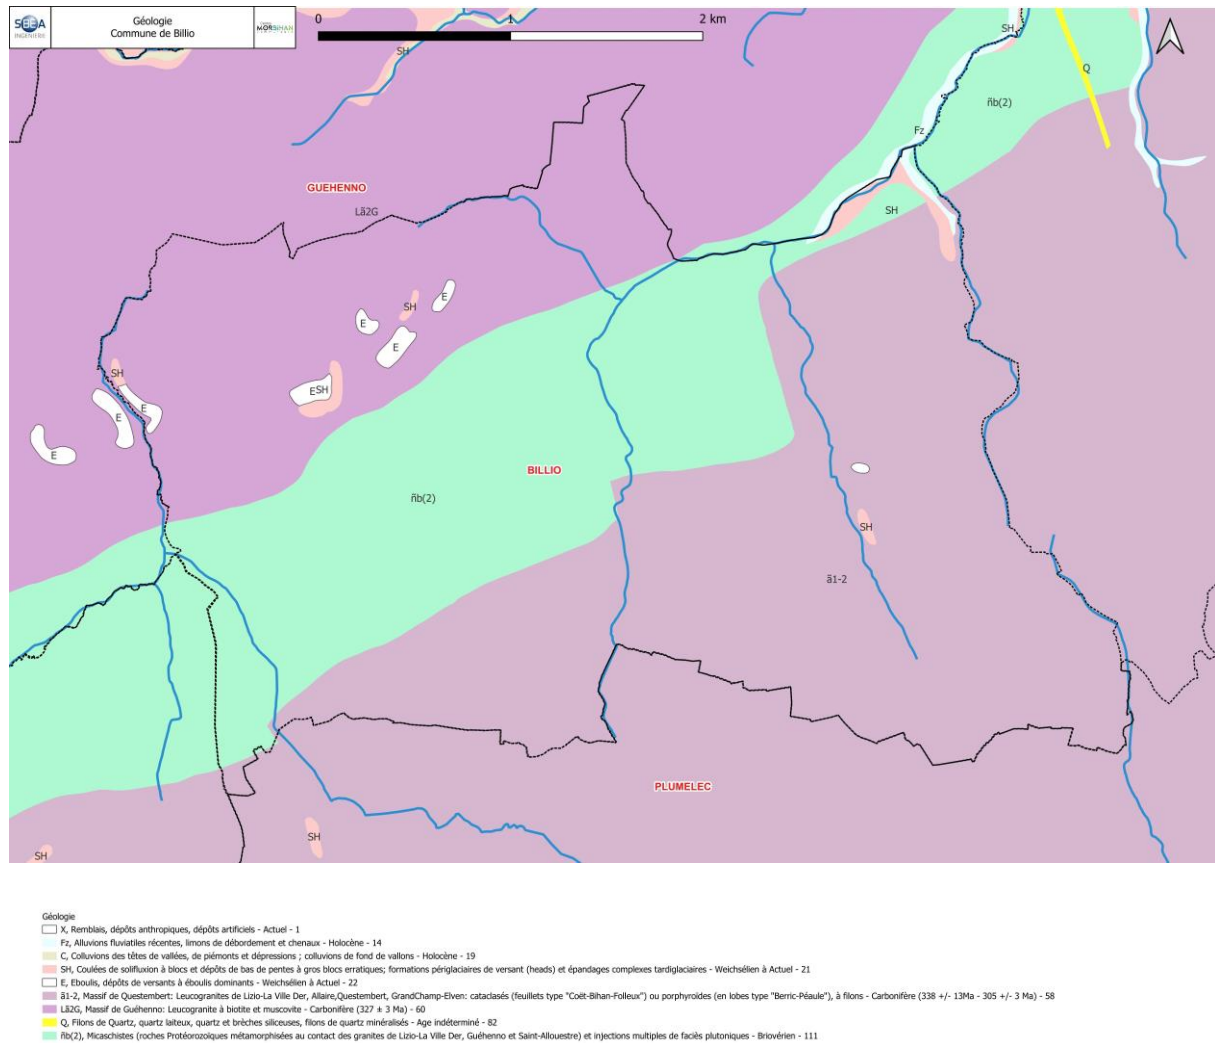 SEEA
INGENIERIE
Géologie
Commune de Billio
MORBIHAN
0
1
2 km
SH
SH
Q
ñb(2)
Fz
GUEHENNO
Lã2G
SH
E
SH
E
E
SH
ESH
E
E
E
BILLIO
ñb(2)
SH
ã1-2
PLUMELEC
SH
SH
Géologie
X, Remblais, dépôts anthropiques, dépôts artificiels - Actuel - 1
Fz, Alluvions fluviatiles récentes, limons de débordement et chenaux - Holocène - 14
C, Colluvions des têtes de vallées, de piémonts et dépressions ; colluvions de fond de vallons - Holocène - 19
SH, Coulées de solifluxion à blocs et dépôts de bas de pentes à gros blocs erratiques; formations périglaciaires de versant (heads) et épandages complexes tardiglaciaires - Weichsélien à Actuel - 21
E, Eboulis, dépôts de versants à éboulis dominants - Weichsélien à Actuel - 22
ã1-2, Massif de Questembert: Leucogranites de Lizio-La Ville Der, Allaire,Questembert, GrandChamp-Elven: cataclasés (feuillets type "Coët-Bihan-Folleux") ou porphyroides (en lobes type "Berric-Péaule"), à filons - Carbonifère (338 +/- 13Ma - 305 +/- 3 Ma) - 58
Lã2G, Massif de Guéhenno: Leucogranite à biotite et muscovite - Carbonifère (327 ± 3 Ma) - 60
Q, Filons de Quartz, quartz laiteux, quartz et brèches siliceuses, filons de quartz minéralisés - Age indéterminé - 82
ñb(2), Micaschistes (roches Protéorozoïques métamorphisées au contact des granites de Lizio-La Ville Der, Guéhenno et Saint-Allouestre) et injections multiples de faciès plutoniques - Briovérien - 111